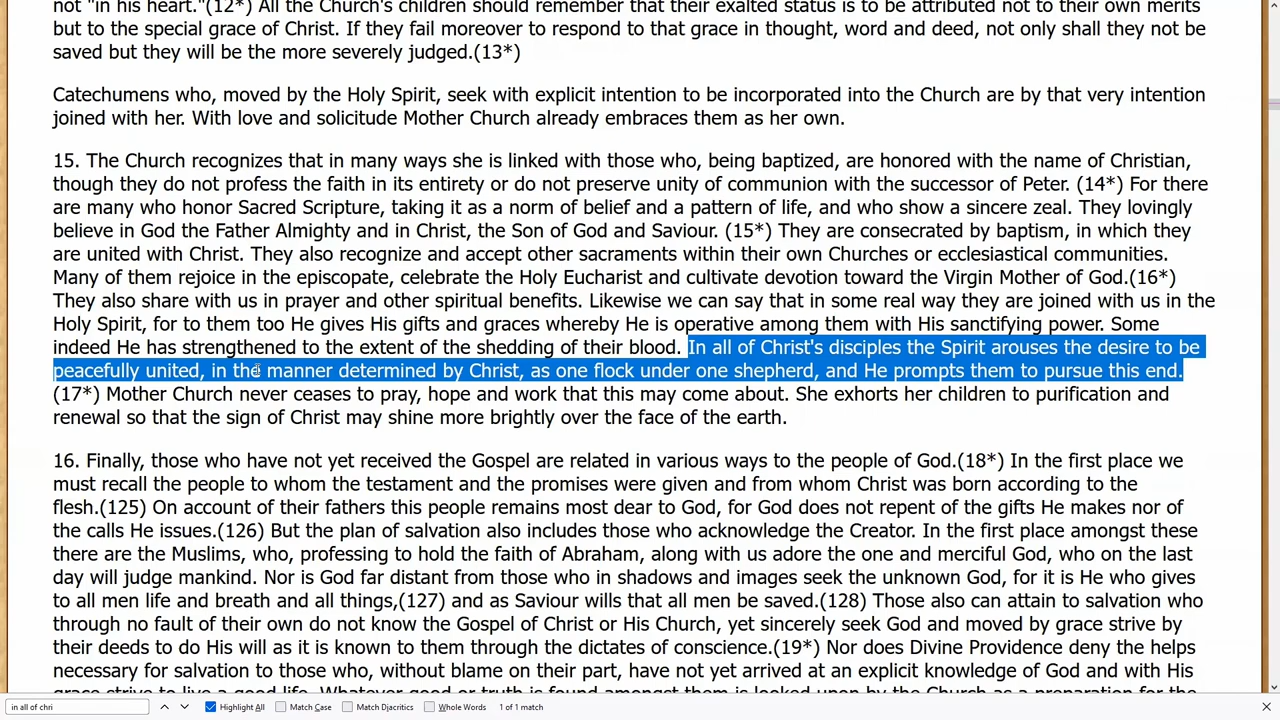 not "in his heart."(12*) All the Church's children should remember that their exalted status is to be attributed not to their own merits
but to the special grace of Christ. If they fail moreover to respond to that grace in thought, word and deed, not only shall they not be
saved but they will be the more severely judged.(13*)
Catechumens who, moved by the Holy Spirit, seek with explicit intention to be incorporated into the Church are by that very intention
joined with her. With love and solicitude Mother Church already embraces them as her own.
15. The Church recognizes that in many ways she is linked with those who, being baptized, are honored with the name of Christian,
though they do not profess the faith in its entirety or do not preserve unity of communion with the successor of Peter. (14*) For there
are many who honor Sacred Scripture, taking it as a norm of belief and a pattern of life, and who show a sincere zeal. They lovingly
believe in God the Father Almighty and in Christ, the Son of God and Saviour. (15*) They are consecrated by baptism, in which they
are united with Christ. They also recognize and accept other sacraments within their own Churches or ecclesiastical communities.
Many of them rejoice in the episcopate, celebrate the Holy Eucharist and cultivate devotion toward the Virgin Mother of God.(16*)
They also share with us in prayer and other spiritual benefits. Likewise we can say that in some real way they are joined with us in the
Holy Spirit, for to them too He gives His gifts and graces whereby He is operative among them with His sanctifying power. Some
indeed He has strengthened to the extent of the shedding of their blood. In all of Christ's disciples the Spirit arouses the desire to be
peacefully united, in the manner determined by Christ, as one flock under one shepherd, and He prompts them to pursue this end.
(17*) Mother Church never ceases to pray, hope and work that this may come about. She exhorts her children to purification and
renewal so that the sign of Christ may shine more brightly over the face of the earth.
16. Finally, those who have not yet received the Gospel are related in various ways to the people of God.(18*) In the first place we
must recall the people to whom the testament and the promises were given and from whom Christ was born according to the
flesh.(125) On account of their fathers this people remains most dear to God, for God does not repent of the gifts He makes nor of
the calls He issues.(126) But the plan of salvation also includes those who acknowledge the Creator. In the first place amongst these
there are the Muslims, who, professing to hold the faith of Abraham, along with us adore the one and merciful God, who on the last
day will judge mankind. Nor is God far distant from those who in shadows and images seek the unknown God, for it is He who gives
to all men life and breath and all things,(127) and as Saviour wills that all men be saved.(128) Those also can attain to salvation who
through no fault of their own do not know the Gospel of Christ or His Church, yet sincerely seek God and moved by grace strive by
their deeds to do His will as it is known to them through the dictates of conscience.(19*) Nor does Divine Providence deny the helps
necessary for salvation to those who, without blame on their part, have not yet arrived at an explicit knowledge of God and with His
grace strive to live a good life. Whatever good or truth is found amongst them is looked upon by the Church as a preparation for the
in all of chri Highlight All Match Case Match Diacritics Whole Words 1 of 1 match